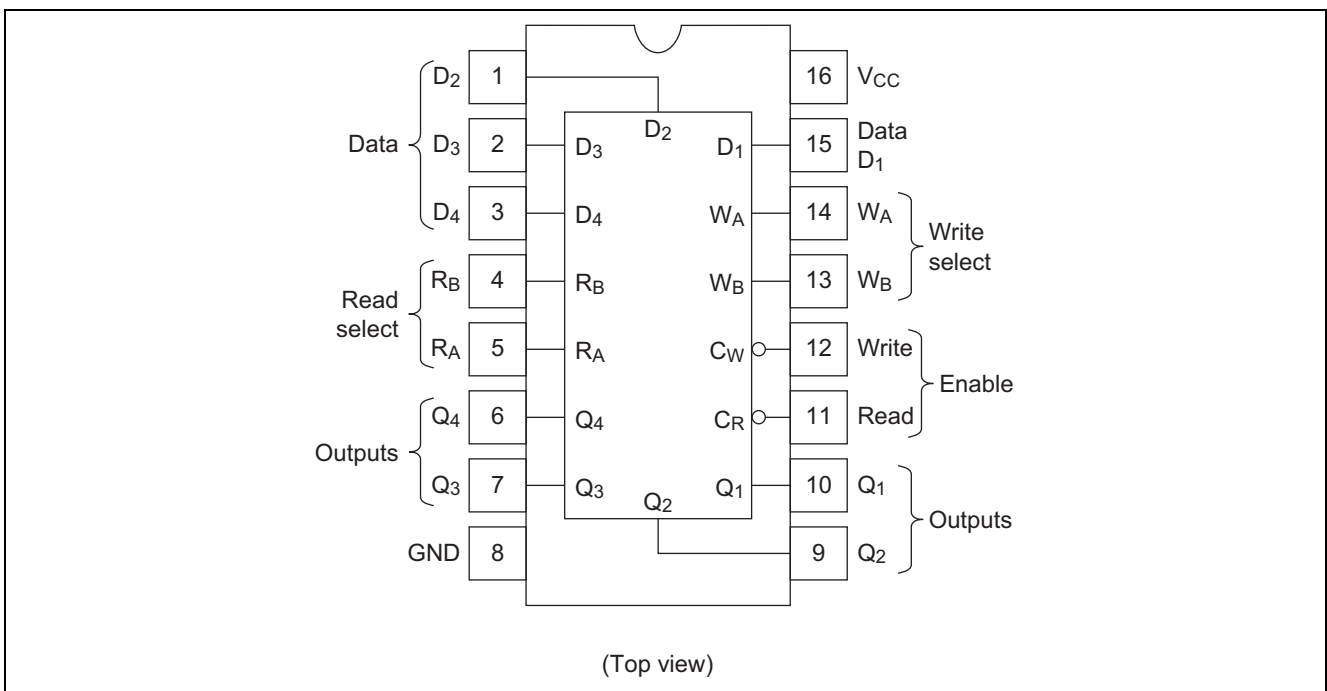 D2 1 16 VCC
Data D3 2 D3 D2 D1 15 Data D1
D4 3 D4 WA 14 WA
Write select
RB 4 RB WB 13 WB
Read select
RA 5 RA CW 12 Write
Enable
Q4 6 Q4 CR 11 Read
Outputs
Q3 7 Q3 Q2 Q1 10 Q1
Outputs
GND 8 9 Q2
(Top view)